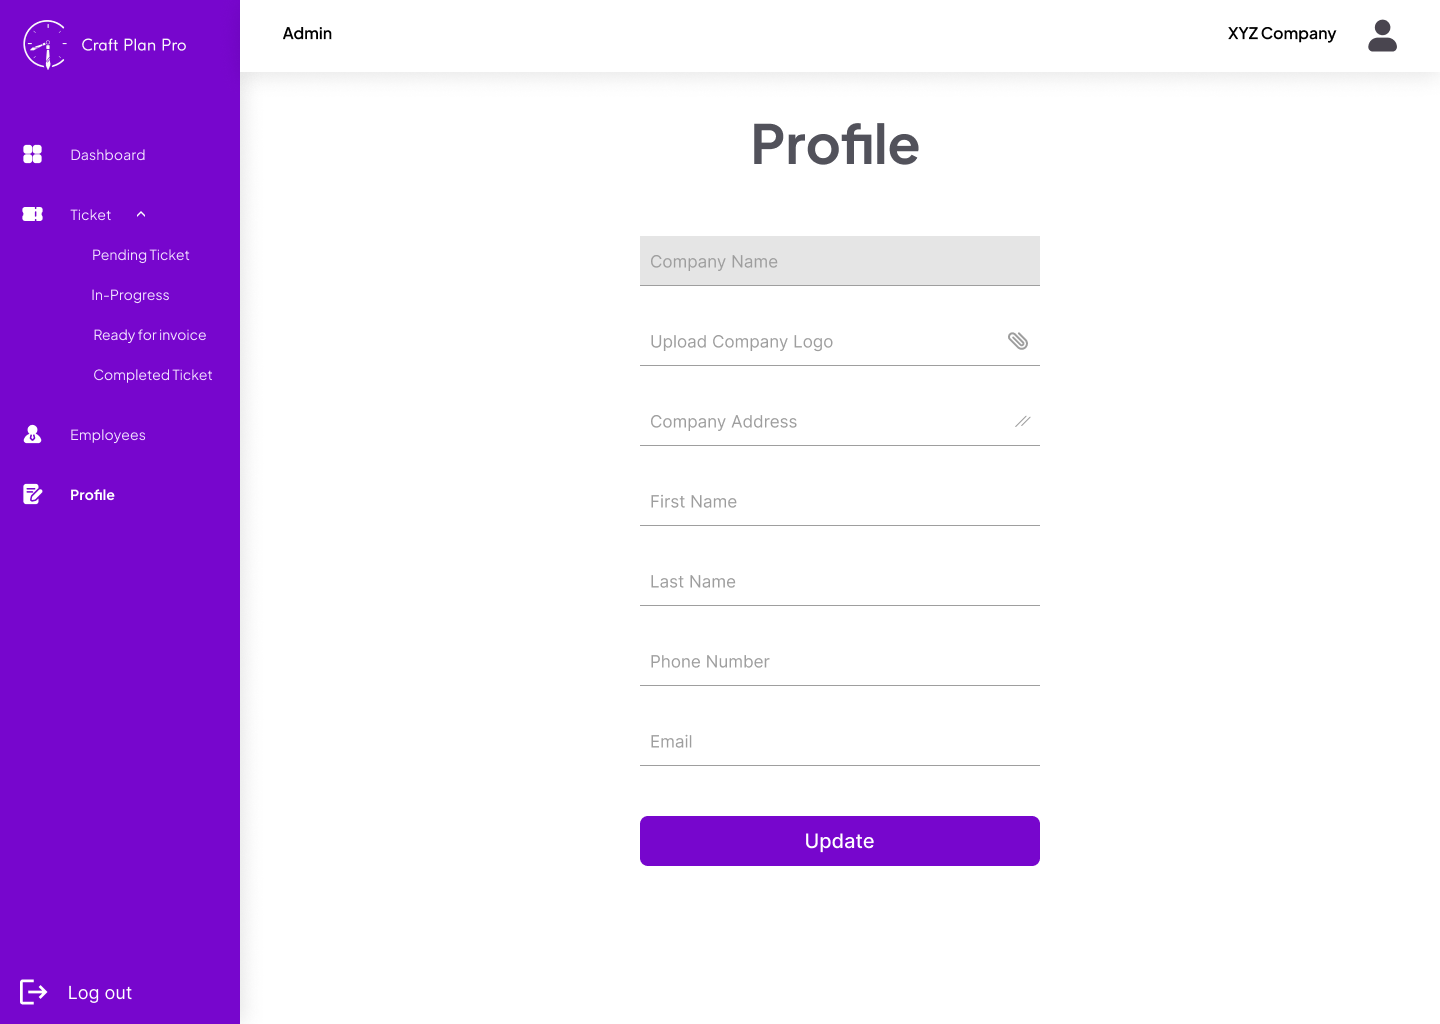 Craft Plan Pro
Dashboard
Ticket
Pending Ticket
In-Progress
Ready for invoice
Completed Ticket
Employees
Profile
Log out
Admin
XYZ Company
Profile
Company Name
Upload Company Logo
Company Address
First Name
Last Name
Phone Number
Email
Update